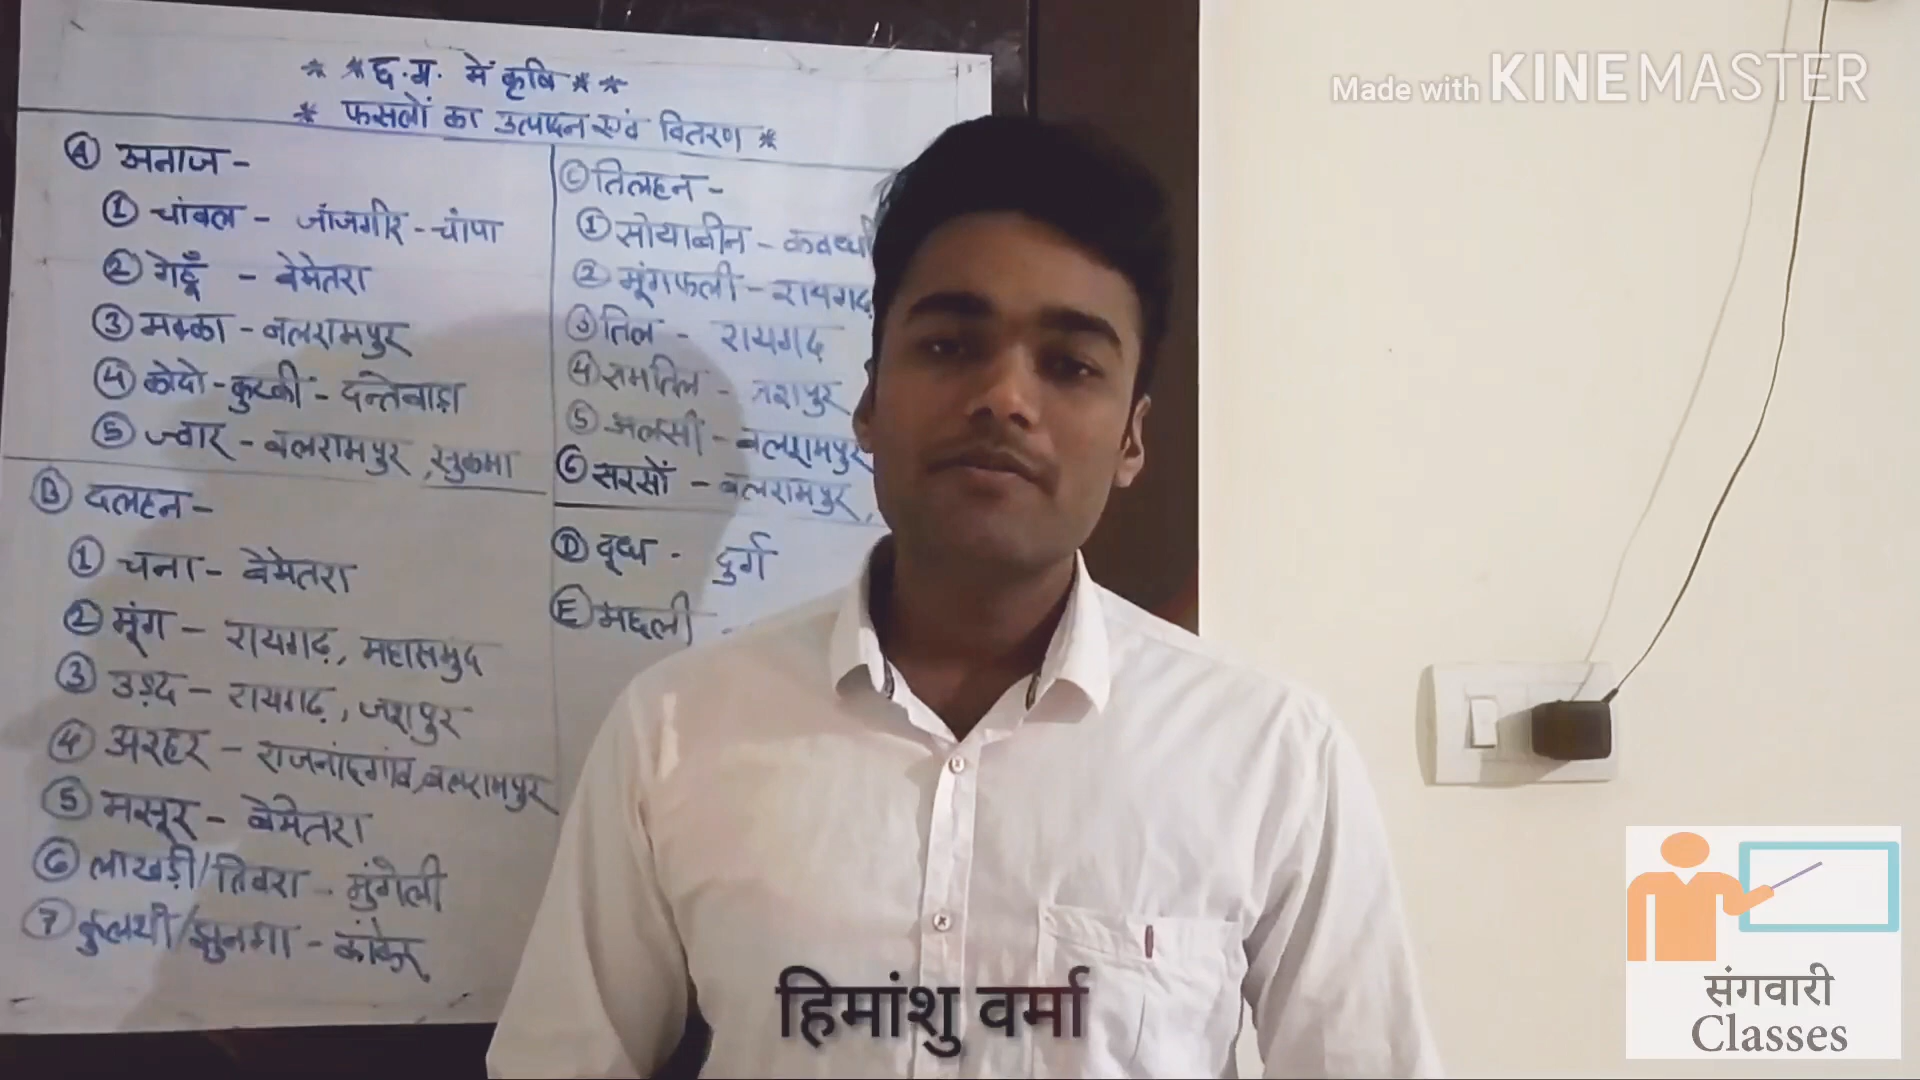 * * छ.ग. में कृषि * *
* फसलों का उत्पादन एवं वितरण *
Ⓐ अनाज -
① चांवल - जांजगीर - चांपा
② गेहूँ - बेमेतरा
③ मक्का - बलरामपुर
④ कोदो - कुटकी - दन्तेवाड़ा
⑤ ज्वार - बलरामपुर, सुकमा
Ⓑ दलहन -
① चना - बेमेतरा
② मूंग - रायगढ़, महासमुद
③ उड़द - रायगढ़, जशपुर
④ अरहर - राजनांदगांव, बलरामपुर
⑤ मसूर - बेमेतरा
⑥ लाखड़ी/तिवरा - मुंगेली
⑦ कुलथी/झुनगा - कांकेर
Ⓒ तिलहन -
① सोयाबीन - कवर्धा
② मूंगफली - रायगढ़
③ तिल - रायगढ़
④ रामतिल - जशपुर
⑤ अलसी - बलरामपुर
⑥ सरसों - बलरामपुर,
Ⓓ दूध - दुर्ग
Ⓔ मछली -
Made with KINEMASTER
हिमांशु वर्मा
संगवारी
Classes